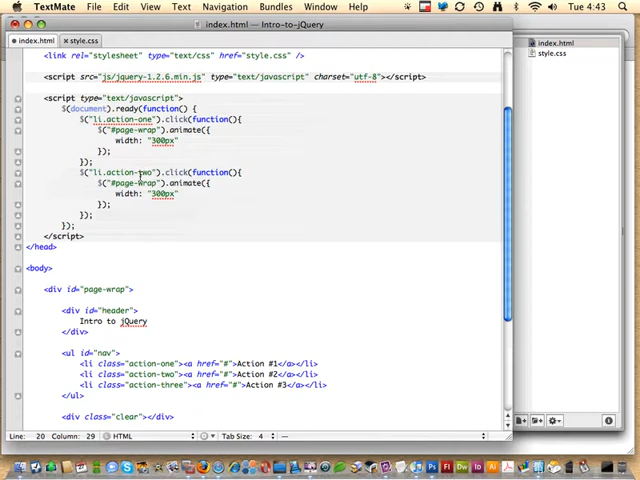 TextMate File Edit View Text Navigation Bundles Window Tue 4:43
index.html — Intro-to-jQuery
index.html style.css
<link rel="stylesheet" type="text/css" href="style.css" />
<script src="js/jquery-1.2.6.min.js" type="text/javascript" charset="utf-8"></script>
<script type="text/javascript">
$(document).ready(function() {
$("li.action-one").click(function(){
$("#page-wrap").animate({
width: "300px"
});
});
$("li.action-two").click(function(){
$("#page-wrap").animate({
width: "300px"
});
});
});
</script>
</head>
<body>
<div id="page-wrap">
<div id="header">
Intro to jQuery
</div>
<ul id="nav">
<li class="action-one"><a href="#">Action #1</a></li>
<li class="action-two"><a href="#">Action #2</a></li>
<li class="action-three"><a href="#">Action #3</a></li>
</ul>
<div class="clear"></div>
Line: 20 Column: 29 HTML Tab Size: 4 —
index.html
style.css